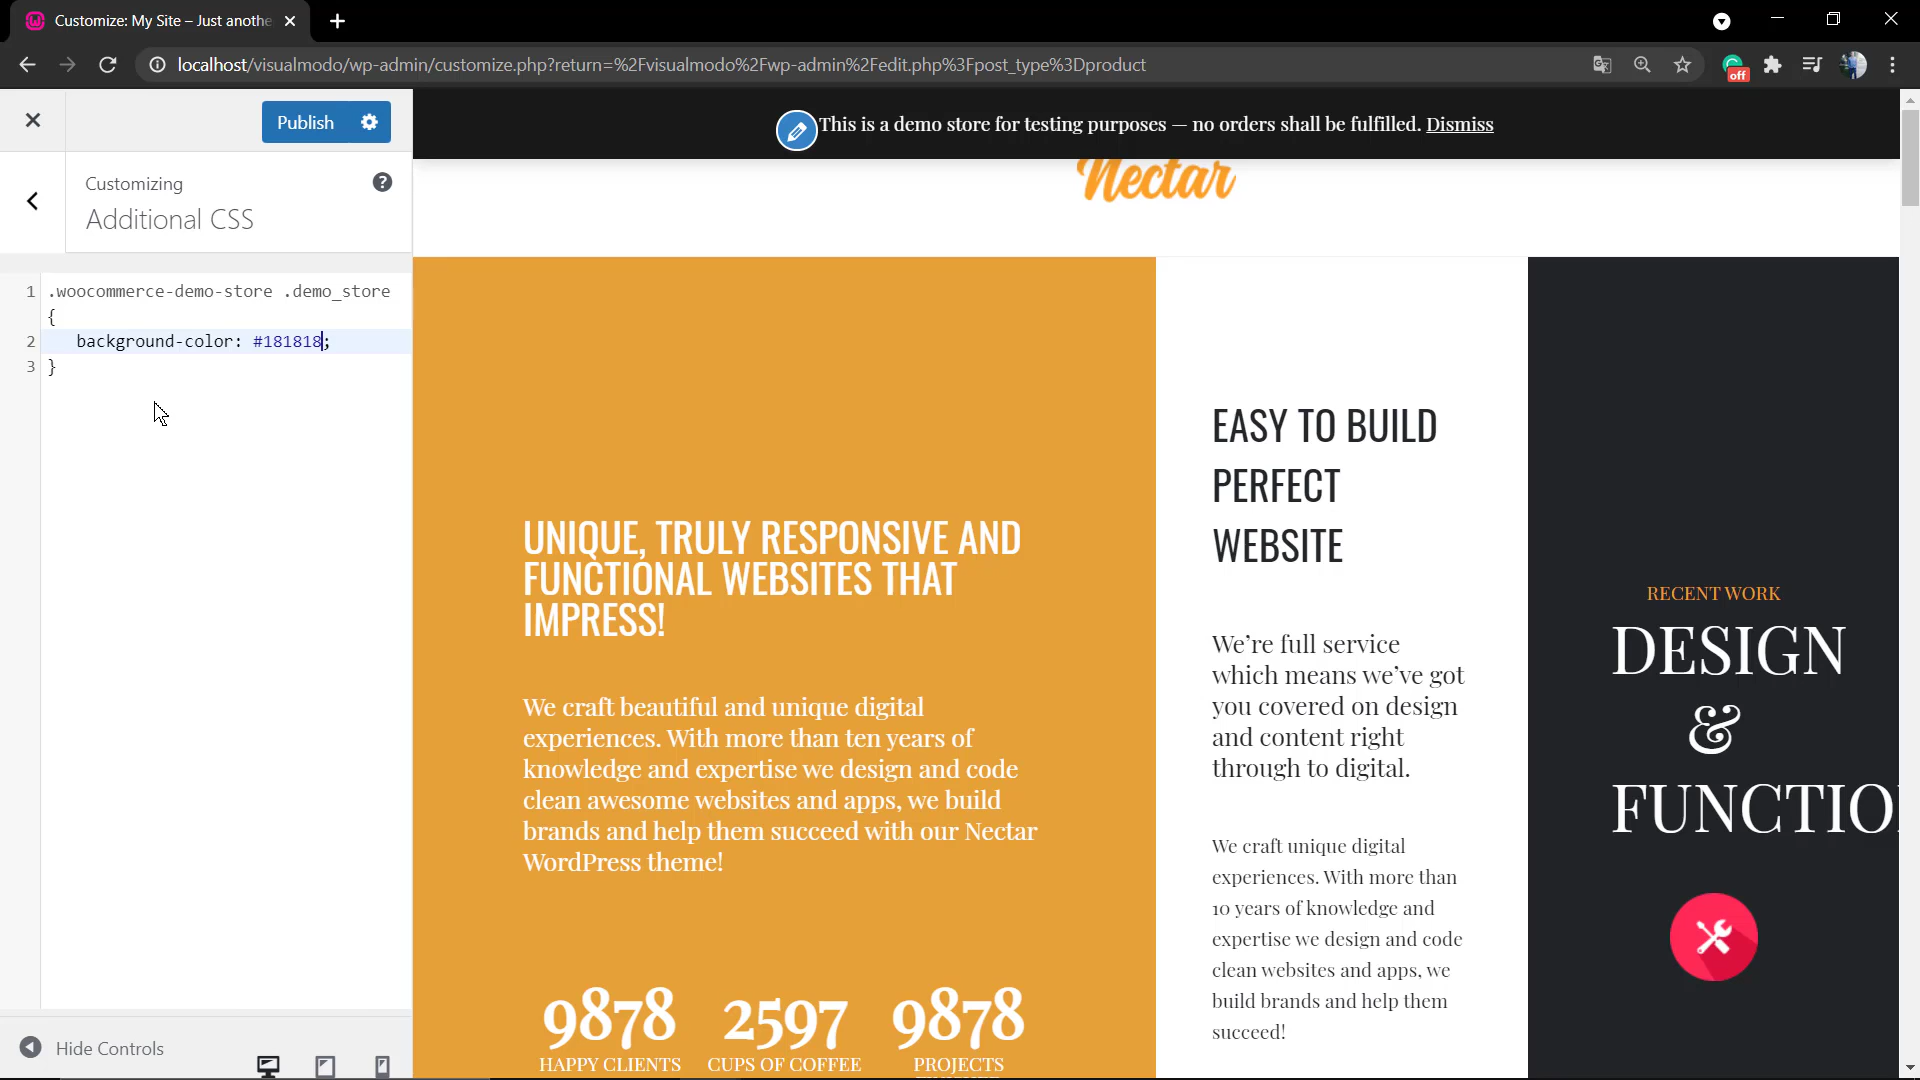 Customize: My Site – Just anothe
localhost/visualmodo/wp-admin/customize.php?return=%2Fvisualmodo%2Fwp-admin%2Fedit.php%3Fpost_type%3Dproduct
off
Publish
Customizing
Additional CSS
1 .woocommerce-demo-store .demo_store
{
2 background-color: #181818;
3 }
Hide Controls
This is a demo store for testing purposes — no orders shall be fulfilled. Dismiss
Nectar
UNIQUE, TRULY RESPONSIVE AND
FUNCTIONAL WEBSITES THAT
IMPRESS!
We craft beautiful and unique digital
experiences. With more than ten years of
knowledge and expertise we design and code
clean awesome websites and apps, we build
brands and help them succeed with our Nectar
WordPress theme!
9878 2597 9878
HAPPY CLIENTS CUPS OF COFFEE PROJECTS
EASY TO BUILD
PERFECT
WEBSITE
We’re full service
which means we’ve got
you covered on design
and content right
through to digital.
We craft unique digital
experiences. With more than
10 years of knowledge and
expertise we design and code
clean websites and apps, we
build brands and help them
succeed!
RECENT WORK
DESIGN
&
FUNCTIO